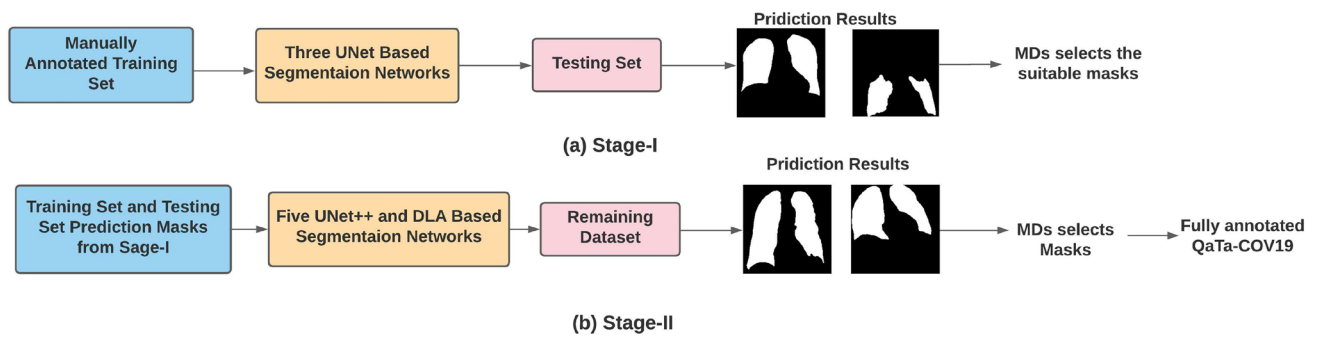 Manually
Annotated Training
Set
Three UNet Based
Segmentaion Networks
Testing Set
Pridiction Results
MDs selects the
suitable masks
(a) Stage-I
Training Set and Testing
Set Prediction Masks
from Sage-I
Five UNet++ and DLA Based
Segmentaion Networks
Remaining
Dataset
Pridiction Results
MDs selects
Masks
Fully annotated
QaTa-COV19
(b) Stage-II